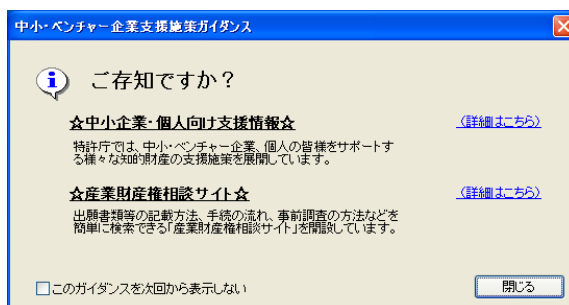 中小・ベンチャー企業支援施策ガイダンス
ご存知ですか？
☆中小企業・個人向け支援情報☆
〈詳細はこちら〉
特許庁では、中小・ベンチャー企業、個人の皆様をサポートす
る様々な知的財産の支援施策を展開しています。
☆産業財産権相談サイト☆
〈詳細はこちら〉
出願書類等の記載方法、手続の流れ、事前調査の方法などを
簡単に検索できる「産業財産権相談サイト」を開設しています。
このガイダンスを次回から表示しない
閉じる